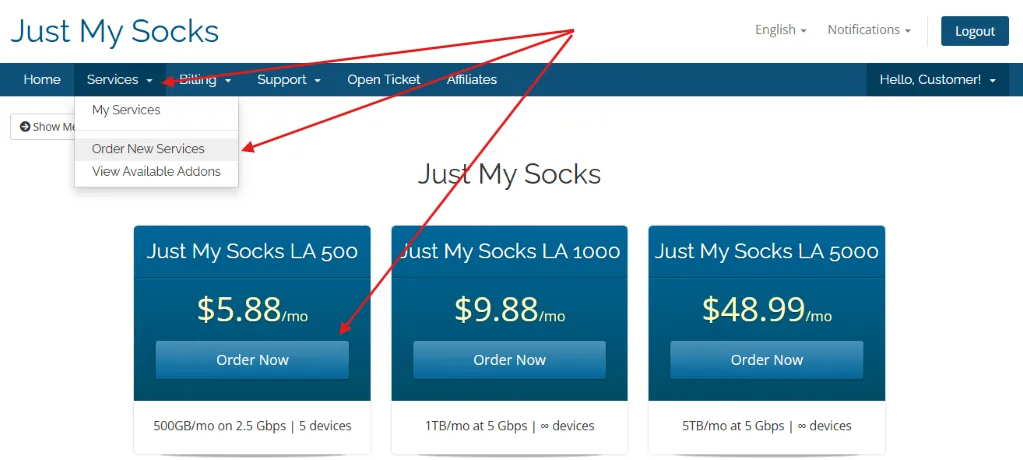 Just My Socks
English
Notifications
Logout
Home
Services
Billing
Support
Open Ticket
Affiliates
Hello, Customer!
My Services
Show Me
Order New Services
View Available Addons
Just My Socks
Just My Socks LA 500
$5.88/mo
Order Now
500GB/mo on 2.5 Gbps | 5 devices
Just My Socks LA 1000
$9.88/mo
Order Now
1TB/mo at 5 Gbps | ∞ devices
Just My Socks LA 5000
$48.99/mo
Order Now
5TB/mo at 5 Gbps | ∞ devices